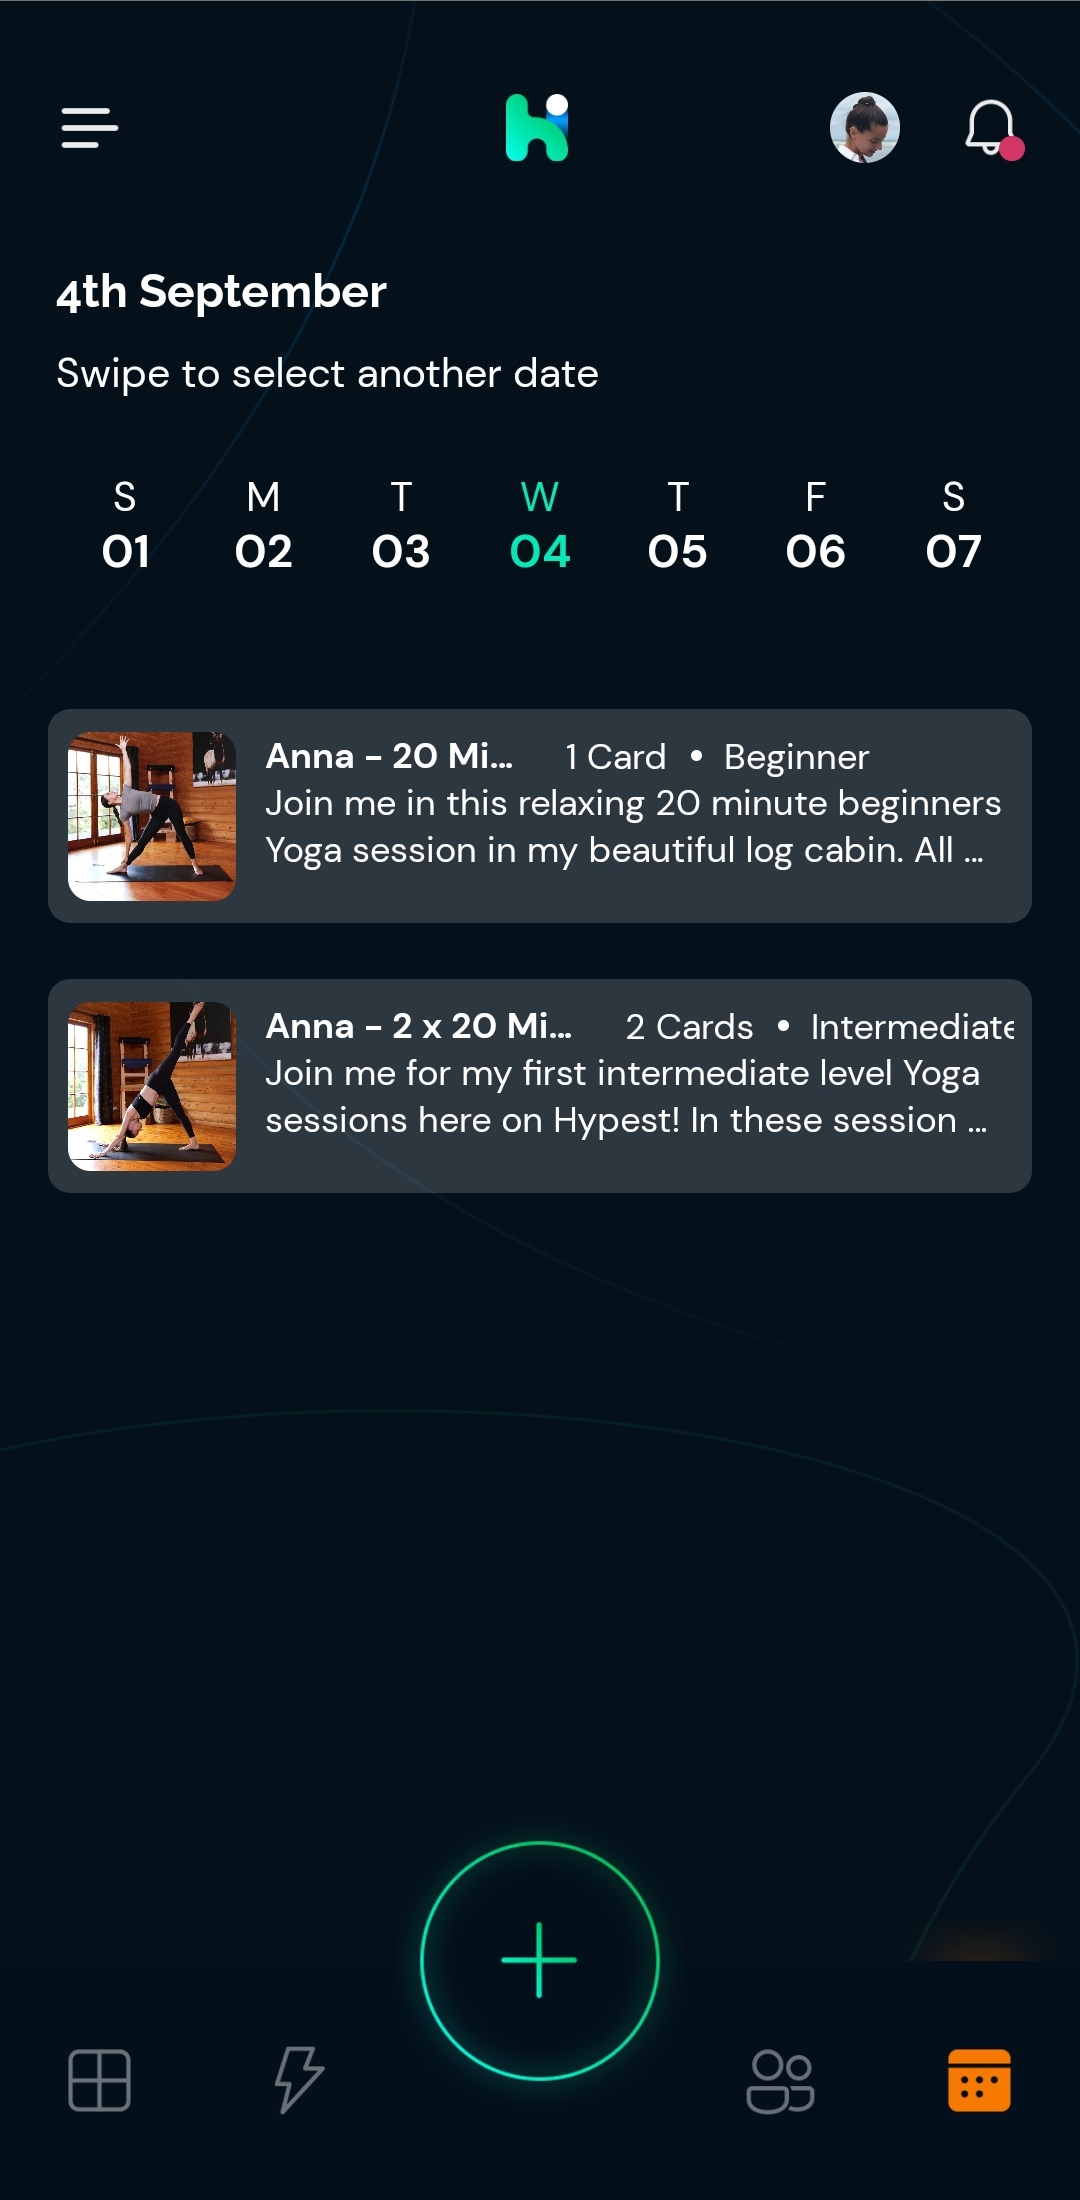 4th September
Swipe to select another date
S M T W T F S
01 02 03 04 05 06 07
Anna - 20 Mi... 1 Card • Beginner
Join me in this relaxing 20 minute beginners
Yoga session in my beautiful log cabin. All ...
Anna - 2 x 20 Mi... 2 Cards • Intermediate
Join me for my first intermediate level Yoga
sessions here on Hypest! In these session ...